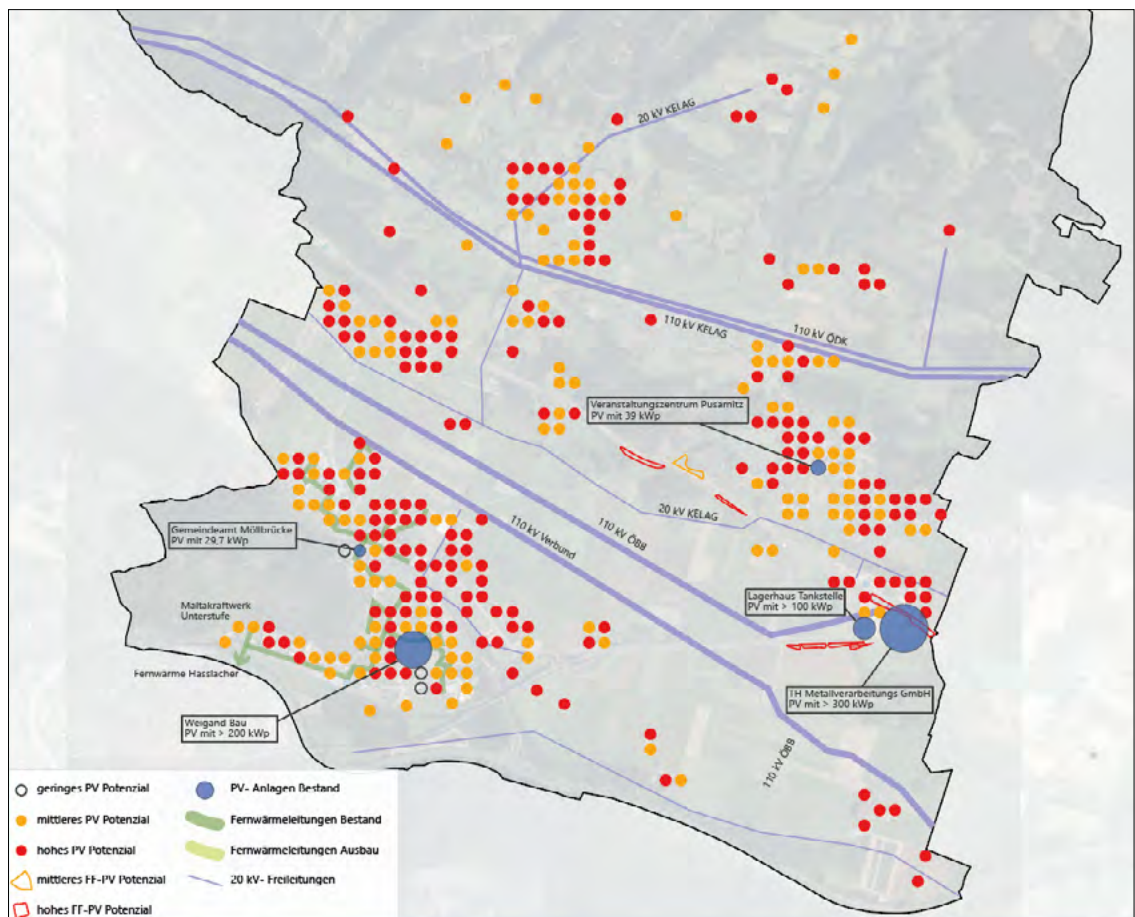 20 kV KELAG
110 kV KELAG
110 kV ÖDK
Veranstaltungszentrum Pusarnitz
PV mit 39 kWp
20 kV KELAG
110 kV ÖBB
110 kV Verbund
Gemeindeamt Möllbrücke
PV mit 29,7 kWp
Lagerhaus Tankstelle
PV mit > 100 kWp
Maltakraftwerk
Unterstufe
Fernwärme Hasslacher
TH Metallverarbeitungs GmbH
PV mit > 300 kWp
Weigand Bau
PV mit > 200 kWp
110 kV ÖBB
geringes PV Potenzial
PV- Anlagen Bestand
mittleres PV Potenzial
Fernwärmeleitungen Bestand
hohes PV Potenzial
Fernwärmeleitungen Ausbau
mittleres FF-PV Potenzial
20 kV- Freileitungen
hohes FF-PV Potenzial